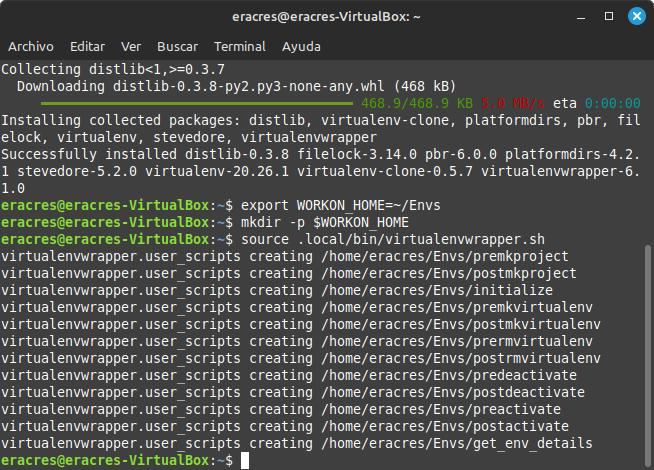 eracres@eracres-VirtualBox: ~
Archivo Editar Ver Buscar Terminal Ayuda
Collecting distlib<1,>=0.3.7
  Downloading distlib-0.3.8-py2.py3-none-any.whl (468 kB)
     ━━━━━━━━━━━━━━━━━━━━━━━━━━━━━━━━━━━━━━━ 468.9/468.9 KB 5.0 MB/s eta 0:00:00
Installing collected packages: distlib, virtualenv-clone, platformdirs, pbr, fil
elock, virtualenv, stevedore, virtualenvwrapper
Successfully installed distlib-0.3.8 filelock-3.14.0 pbr-6.0.0 platformdirs-4.2.
1 stevedore-5.2.0 virtualenv-20.26.1 virtualenv-clone-0.5.7 virtualenvwrapper-6.
1.0
eracres@eracres-VirtualBox:~$ export WORKON_HOME=~/Envs
eracres@eracres-VirtualBox:~$ mkdir -p $WORKON_HOME
eracres@eracres-VirtualBox:~$ source .local/bin/virtualenvwrapper.sh
virtualenvwrapper.user_scripts creating /home/eracres/Envs/premkproject
virtualenvwrapper.user_scripts creating /home/eracres/Envs/postmkproject
virtualenvwrapper.user_scripts creating /home/eracres/Envs/initialize
virtualenvwrapper.user_scripts creating /home/eracres/Envs/premkvirtualenv
virtualenvwrapper.user_scripts creating /home/eracres/Envs/postmkvirtualenv
virtualenvwrapper.user_scripts creating /home/eracres/Envs/prermvirtualenv
virtualenvwrapper.user_scripts creating /home/eracres/Envs/postrmvirtualenv
virtualenvwrapper.user_scripts creating /home/eracres/Envs/predeactivate
virtualenvwrapper.user_scripts creating /home/eracres/Envs/postdeactivate
virtualenvwrapper.user_scripts creating /home/eracres/Envs/preactivate
virtualenvwrapper.user_scripts creating /home/eracres/Envs/postactivate
virtualenvwrapper.user_scripts creating /home/eracres/Envs/get_env_details
eracres@eracres-VirtualBox:~$